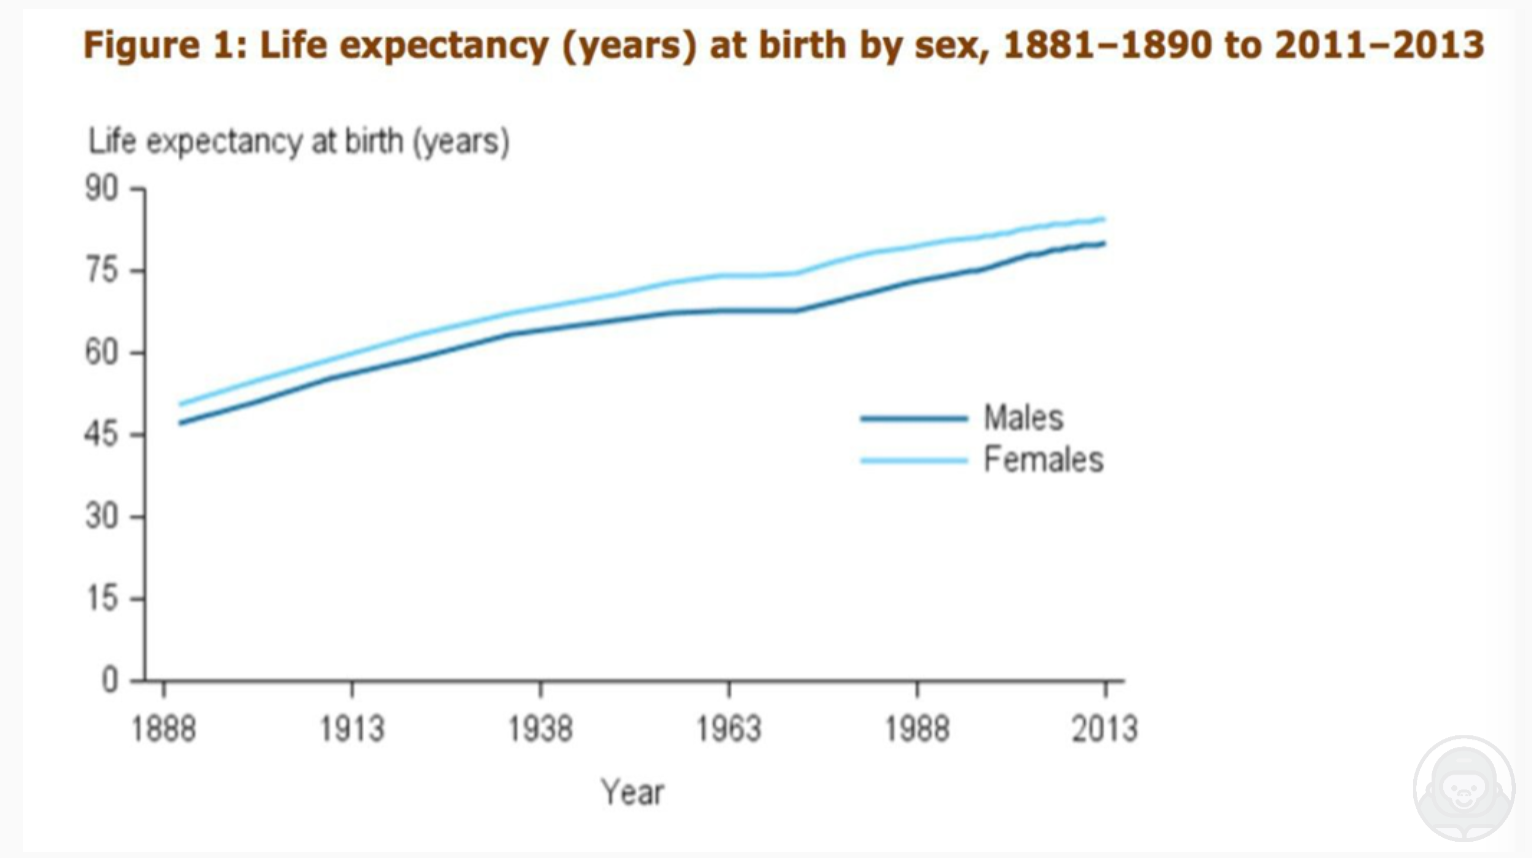 Figure 1: Life expectancy (years) at birth by sex, 1881–1890 to 2011–2013
Life expectancy at birth (years)
90
75
60
45
30
15
0
Males
Females
1888 1913 1938 1963 1988 2013
Year